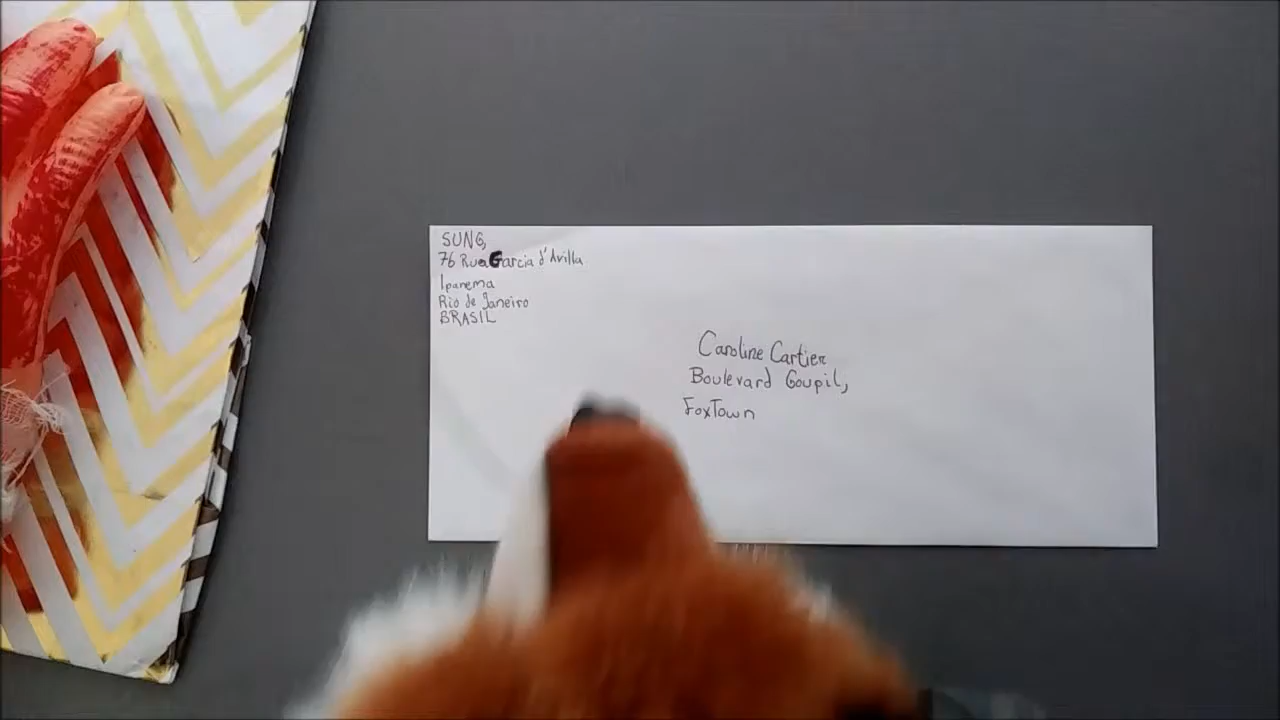 SUNG,
76 Rua Garcia d'Avilla
Ipanema
Rio de Janeiro
BRASIL
Caroline Cartier
Boulevard Goupil,
FoxTown